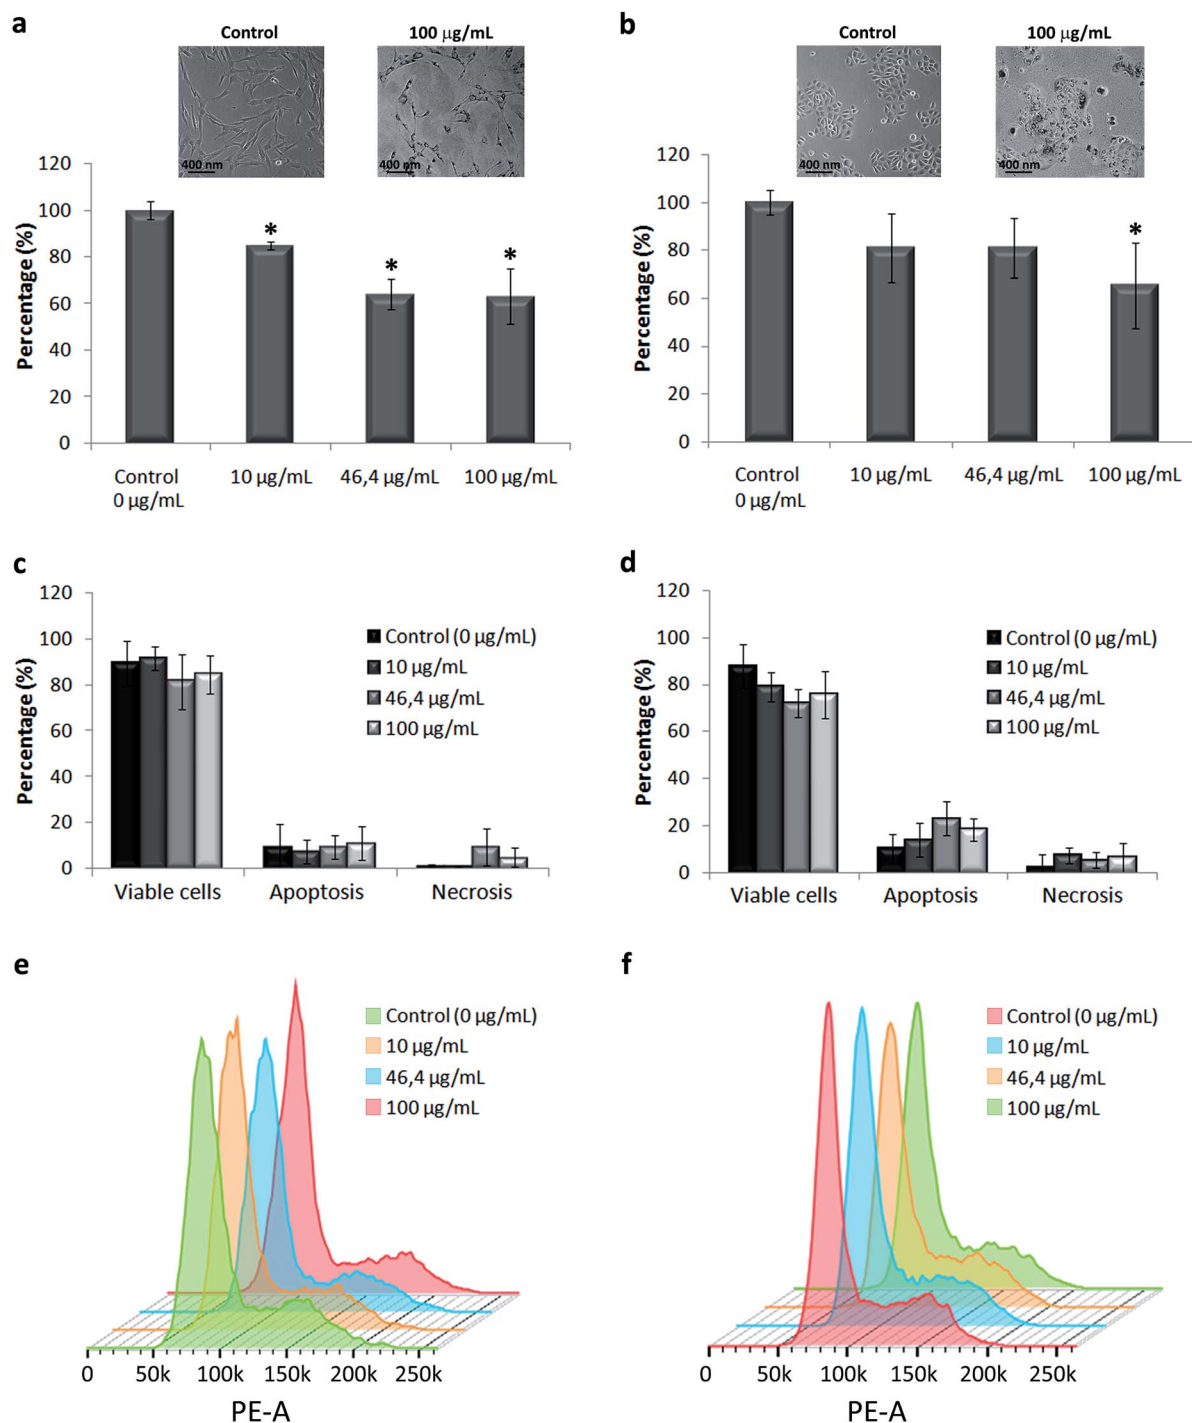 a
Control
100 μg/mL
400 nm
400 nm
Percentage (%)
120
100
80
60
40
20
0
*
*
*
Control
0 µg/mL
10 µg/mL
46,4 µg/mL
100 µg/mL
b
Control
100 μg/mL
400 nm
400 nm
Percentage (%)
120
100
80
60
40
20
0
*
Control
0 µg/mL
10 µg/mL
46,4 µg/mL
100 µg/mL
c
Percentage (%)
120
100
80
60
40
20
0
Control (0 µg/mL)
10 µg/mL
46,4 µg/mL
100 µg/mL
Viable cells
Apoptosis
Necrosis
d
Percentage (%)
120
100
80
60
40
20
0
Control (0 µg/mL)
10 µg/mL
46,4 µg/mL
100 µg/mL
Viable cells
Apoptosis
Necrosis
e
Control (0 µg/mL)
10 µg/mL
46,4 µg/mL
100 µg/mL
0 50k 100k 150k 200k 250k
PE-A
f
Control (0 µg/mL)
10 µg/mL
46,4 µg/mL
100 µg/mL
0 50k 100k 150k 200k 250k
PE-A